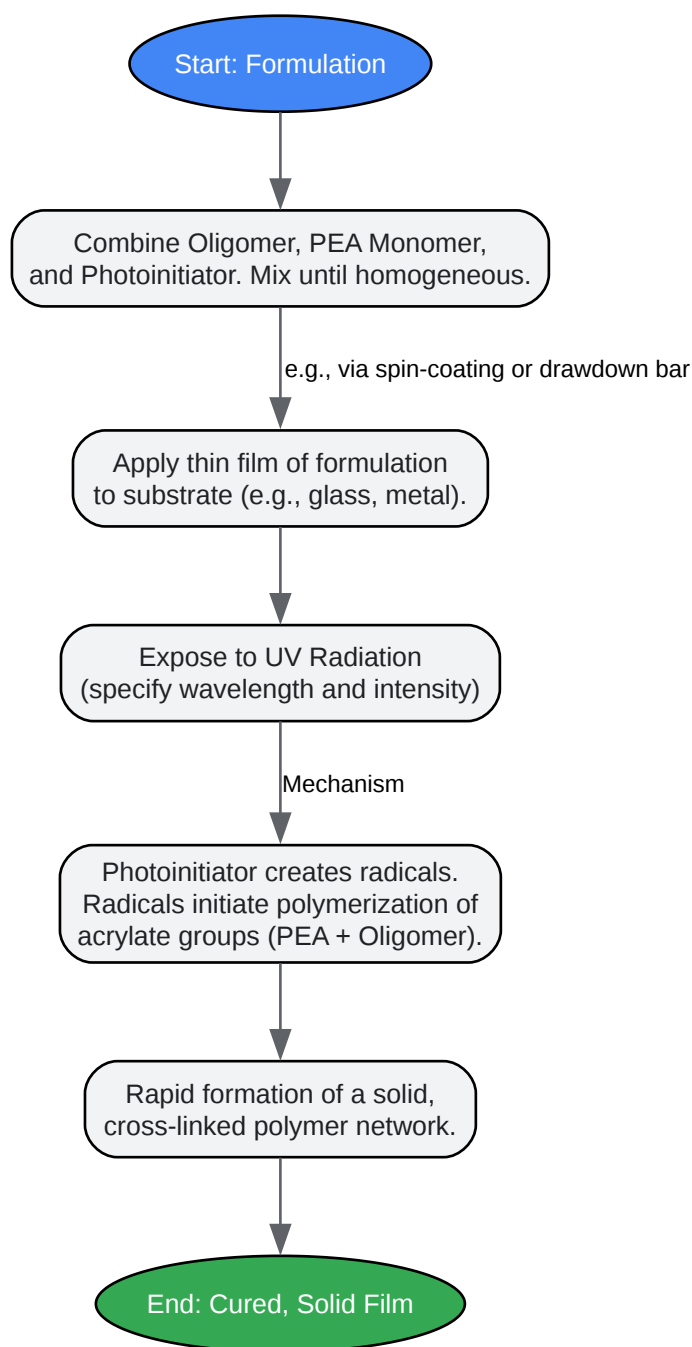 Start: Formulation
Combine Oligomer, PEA Monomer,
and Photoinitiator. Mix until homogeneous.
e.g., via spin-coating or drawdown bar
Apply thin film of formulation
to substrate (e.g., glass, metal).
Expose to UV Radiation
(specify wavelength and intensity)
Mechanism
Photoinitiator creates radicals.
Radicals initiate polymerization of
acrylate groups (PEA + Oligomer).
Rapid formation of a solid,
cross-linked polymer network.
End: Cured, Solid Film